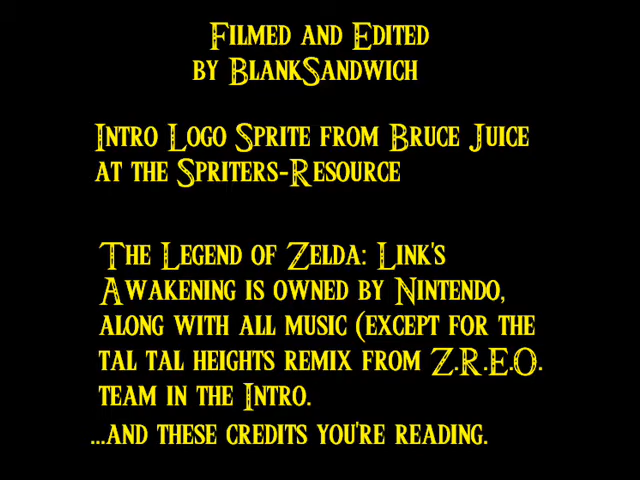 Filmed and Edited
by BlankSandwich
Intro Logo Sprite from Bruce Juice
at the Spriters-Resource
The Legend of Zelda: Link's
Awakening is owned by Nintendo,
along with all music (except for the
tal tal heights remix from Z.R.E.O.
team in the Intro.
...and these credits you're reading.